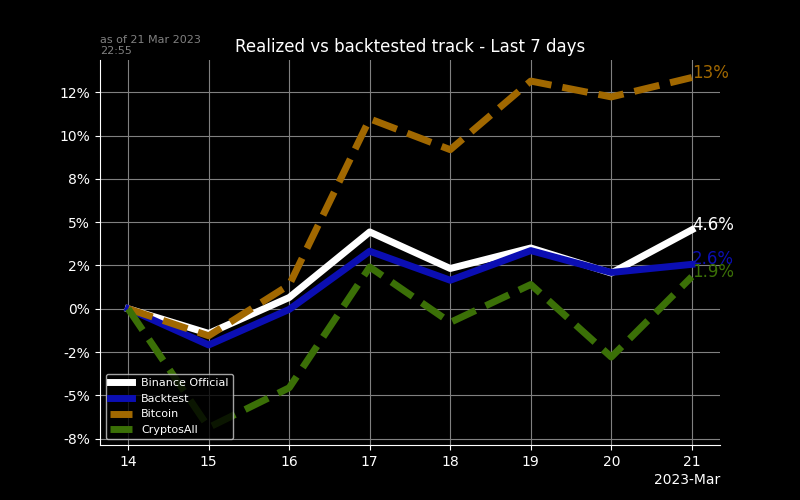 as of 21 Mar 2023
22:55
Realized vs backtested track - Last 7 days
12%
10%
8%
5%
2%
0%
-2%
-5%
-8%
13%
4.6%
2.6%
1.9%
Binance Official
Backtest
Bitcoin
CryptosAll
14 15 16 17 18 19 20 21
2023-Mar